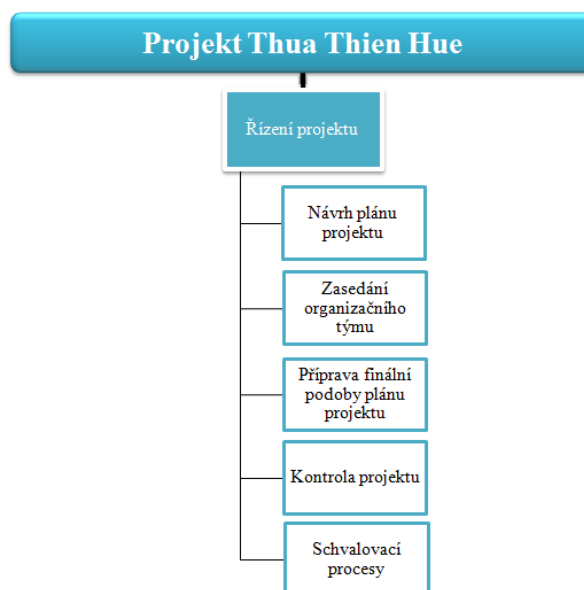 Projekt Thua Thien Hue
Řízení projektu
Návrh plánu
projektu
Zasedání
organizačního
týmu
Příprava finální
podoby plánu
projektu
Kontrola projektu
Schvalovací
procesy